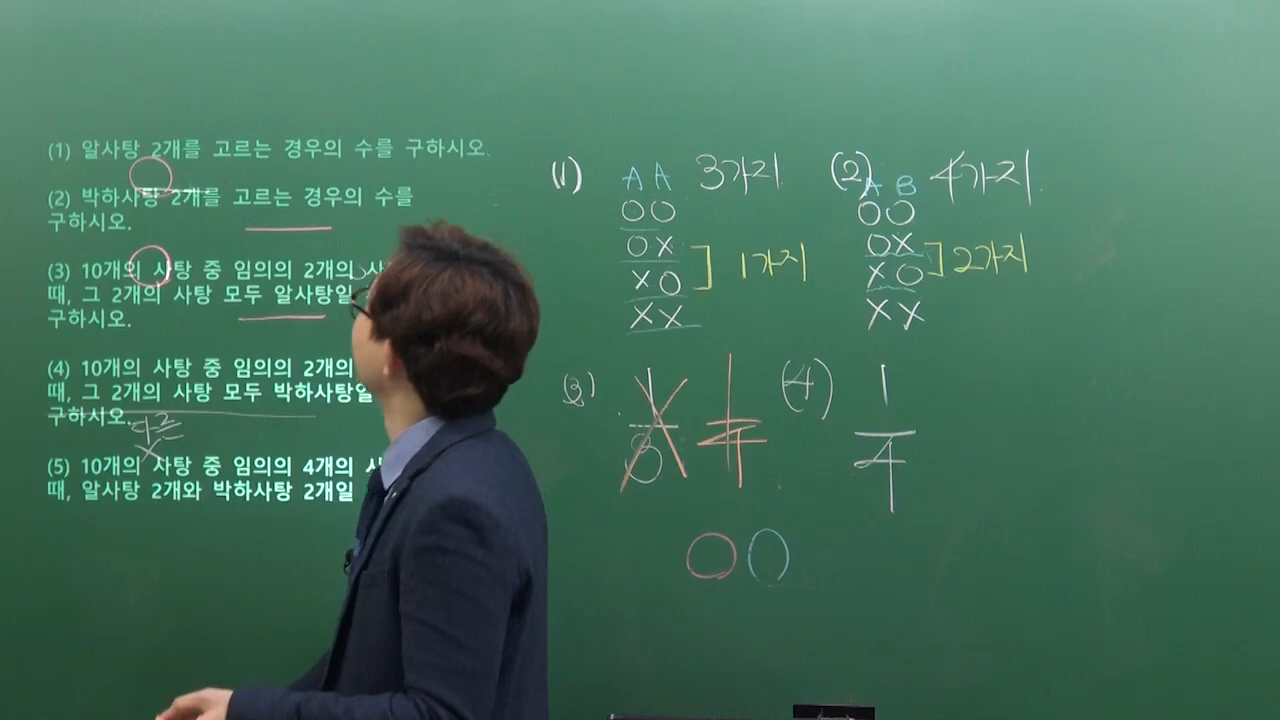 (1) 알사탕 2개를 고르는 경우의 수를 구하시오.
(2) 박하사탕 2개를 고르는 경우의 수를
구하시오.
(3) 10개의 사탕 중 임의의 2개의 사
때, 그 2개의 사탕 모두 알사탕일
구하시오.
(4) 10개의 사탕 중 임의의 2개의
때, 그 2개의 사탕 모두 박하사탕일
구하시오.
(5) 10개의 사탕 중 임의의 4개의 사
때, 알사탕 2개와 박하사탕 2개일
(1) A A 3가지
OO
OX ] 1가지
XO
XX
(2) A B 4가지
OO
OX ] 2가지
XO
XX
(3) 1/3 1/4
(4) 1/4